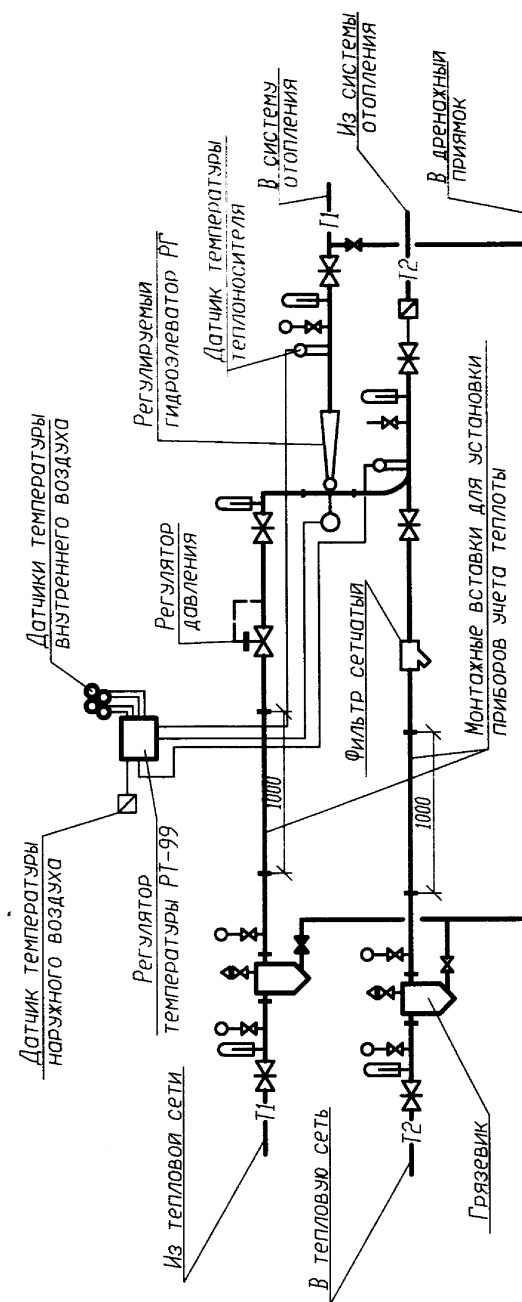 Датчик температуры
наружного воздуха
Датчики температуры
внутреннего воздуха
Регулятор
температуры РТ-99
Регулятор
давления
Регулируемый
гидроэлеватор РГ
Датчик температуры
теплоносителя
В систему
отопления
Из системы
отопления
В дренажный
приямок
Из тепловой сети
Т1
1000
Т1
Фильтр сетчатый
В тепловую сеть
Т2
1000
Т2
Грязевик
Монтажные вставки для установки
приборов учета теплоты